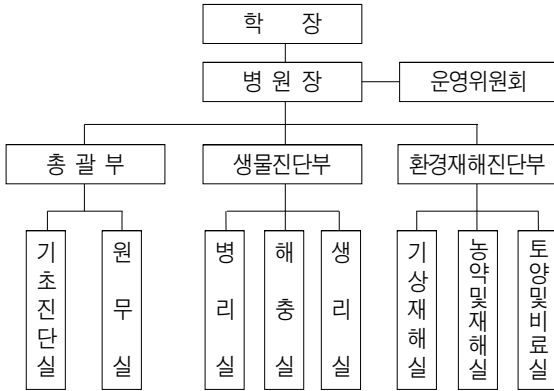 학 장
병 원 장
운영위원회
총 괄 부
생물진단부
환경재해진단부
기초진단실
원무실
병리실
해충실
생리실
기상재해실
농약및재해실
토양및비료실